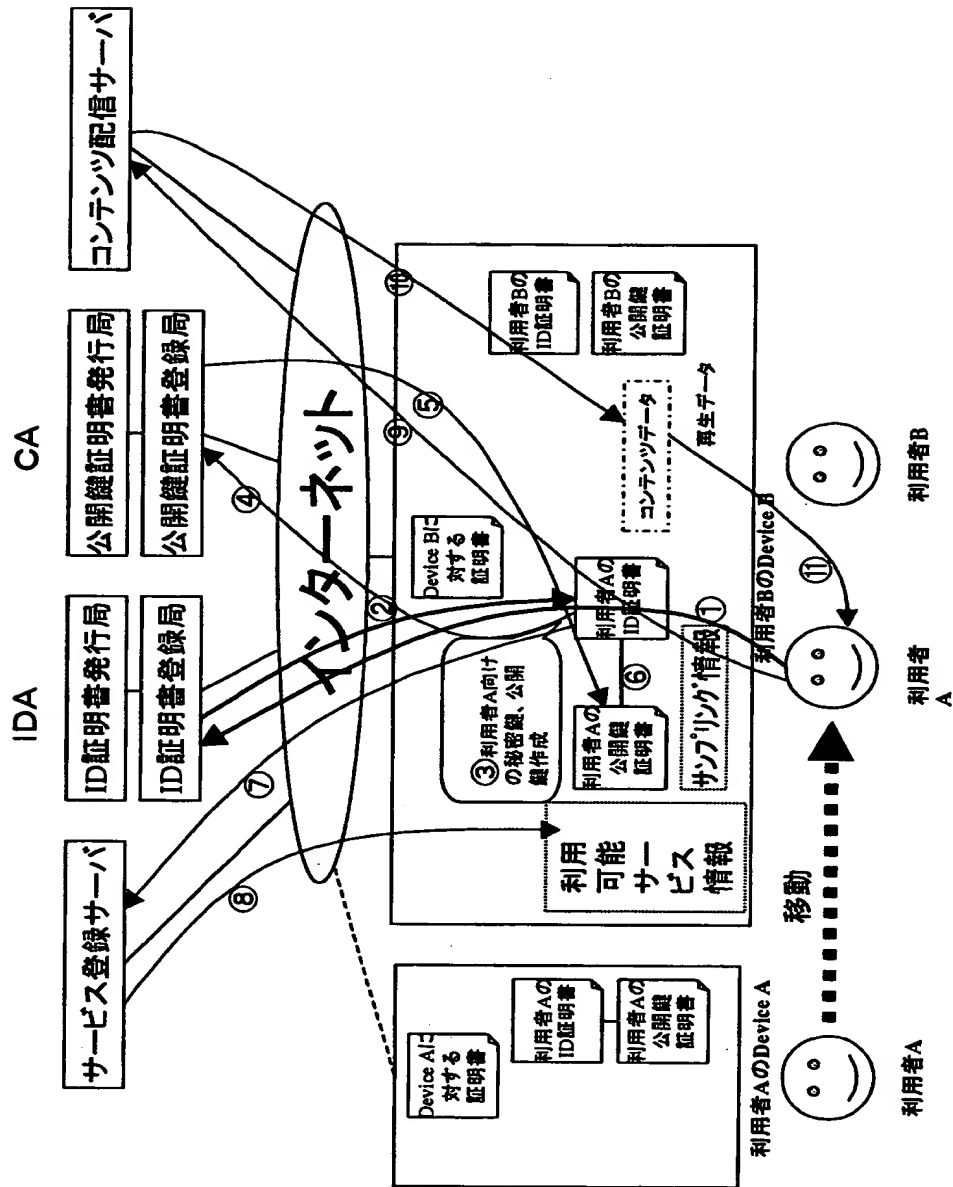 IDA
CA
サービス登録サーバ
ID証明書発行局
ID証明書登録局
公開鍵証明書発行局
公開鍵証明書登録局
コンテンツ配信サーバ
⑦
④
⑧
インターネット
②
⑤
⑨
⑩
Device Aに
対する
証明書
利用者Aの
ID証明書
利用者Aの
公開鍵
証明書
利用者AのDevice A
③利用者A向け
の秘密鍵、公開
鍵作成
Device Bに
対する
証明書
利用者Bの
ID証明書
利用者Bの
公開鍵
証明書
利用
可能
サー
ビス
情報
利用者Aの
公開鍵
証明書
⑥
利用者Aの
ID証明書
コンテンツデータ
再生データ
サンプリング情報
①
利用者BのDevice B
⑪
移動
利用者A
利用者
A
利用者B